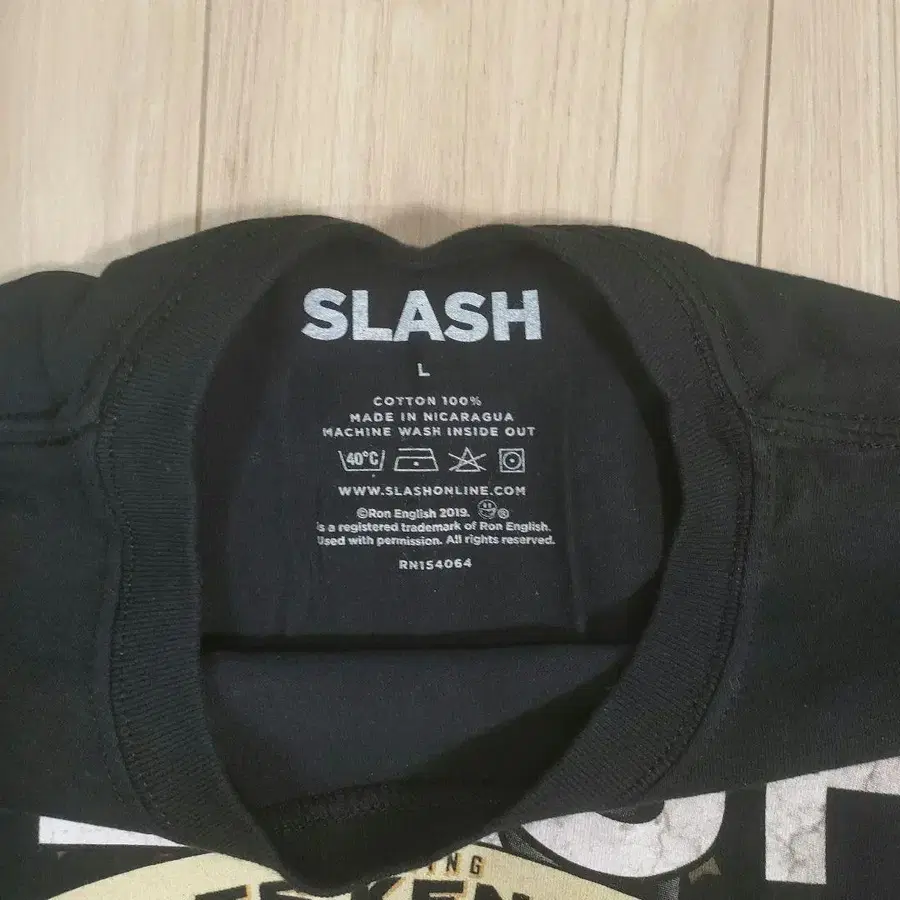 SLASH
L
COTTON 100%
MADE IN NICARAGUA
MACHINE WASH INSIDE OUT
40°C
WWW.SLASHONLINE.COM
©Ron English 2019. ®
is a registered trademark of Ron English.
Used with permission. All rights reserved.
RN154064